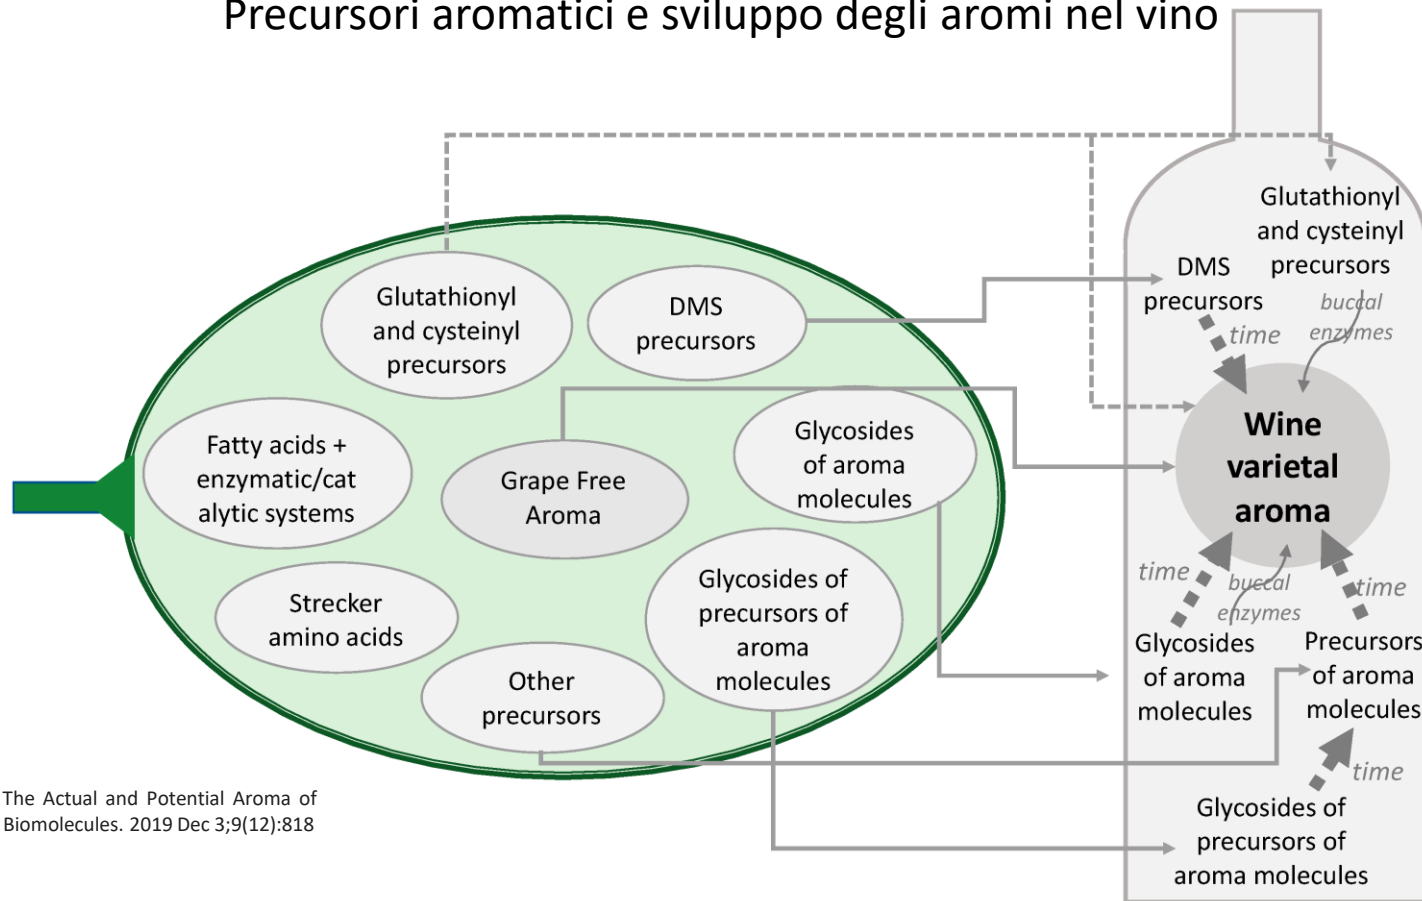 Precursori aromatici e sviluppo degli aromi nel vino
Glutathionyl
and cysteinyl
precursors
DMS
precursors
Fatty acids +
enzymatic/cat
alytic systems
Grape Free
Aroma
Glycosides
of aroma
molecules
Strecker
amino acids
Glycosides of
precursors of
aroma
molecules
Other
precursors
Glutathionyl
and cysteinyl
precursors
DMS
precursors
buccal
enzymes
time
Wine
varietal
aroma
time
buccal
enzymes
time
Glycosides
of aroma
molecules
Precursors
of aroma
molecules
time
Glycosides of
precursors of
aroma molecules
The Actual and Potential Aroma of
Biomolecules. 2019 Dec 3;9(12):818